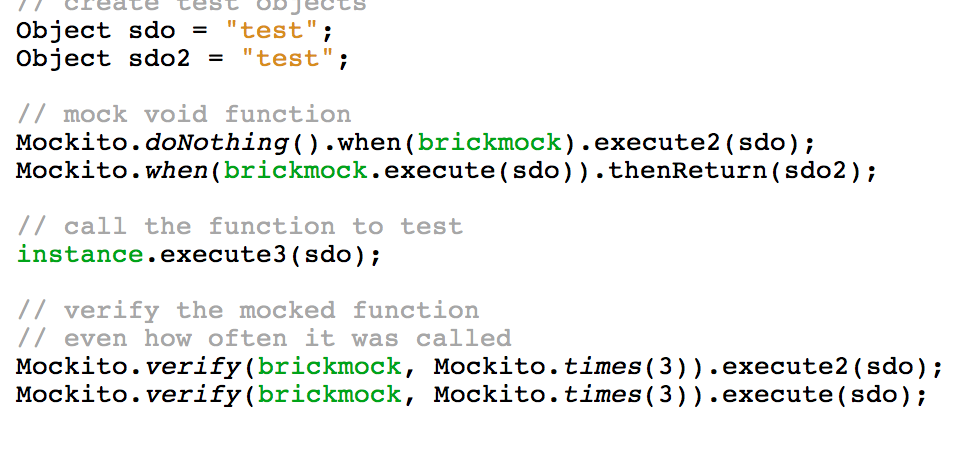 // create test objects
Object sdo = "test";
Object sdo2 = "test";
// mock void function
Mockito.doNothing().when(brickmock).execute2(sdo);
Mockito.when(brickmock.execute(sdo)).thenReturn(sdo2);
// call the function to test
instance.execute3(sdo);
// verify the mocked function
// even how often it was called
Mockito.verify(brickmock, Mockito.times(3)).execute2(sdo);
Mockito.verify(brickmock, Mockito.times(3)).execute(sdo);